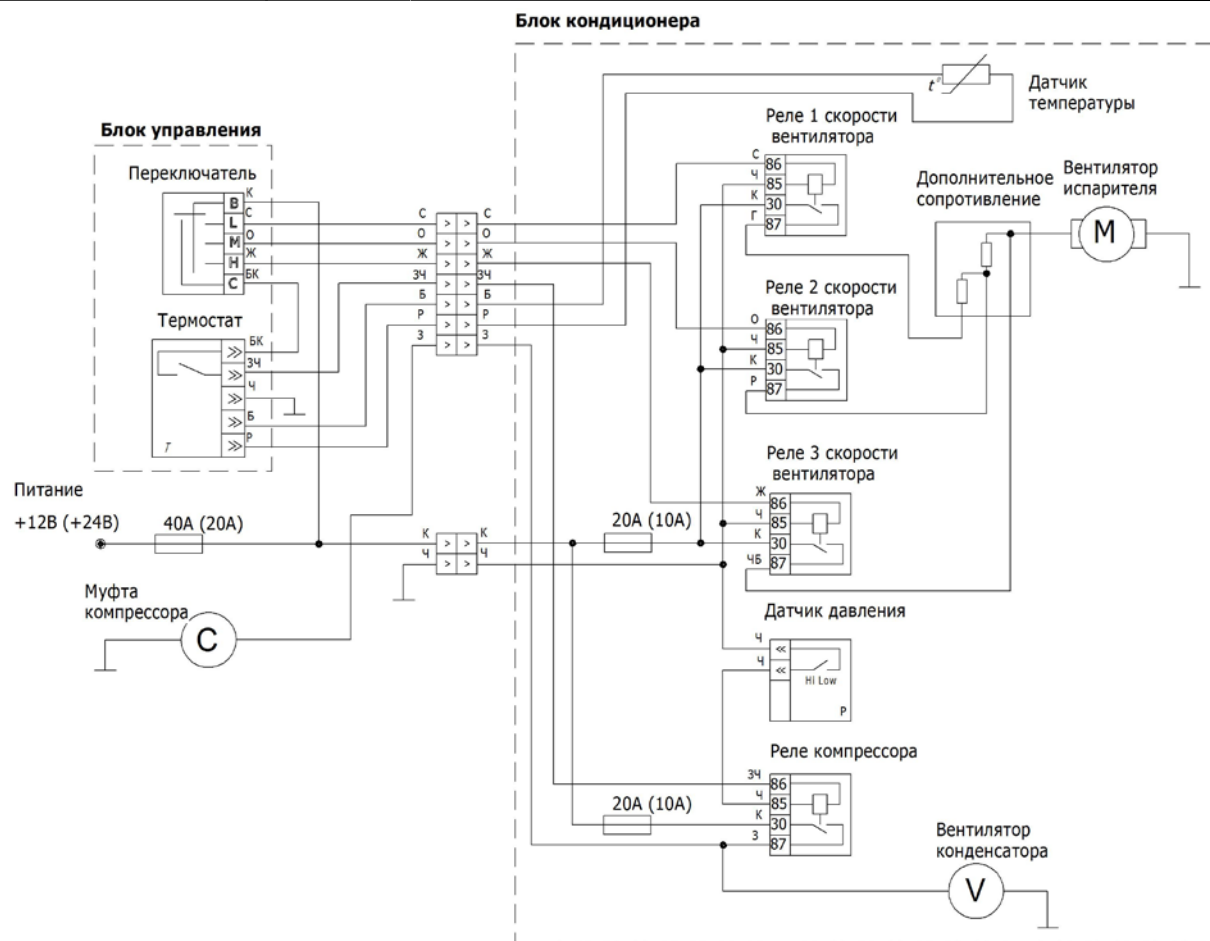 Блок кондиционера
t°
Датчик
температуры
Блок управления
Переключатель
К
B
С
L
О
M
Ж
H
БК
C
Термостат
БК
ЗЧ
Ч
Б
Р
T
С
О
Ж
ЗЧ
Б
Р
З
> >
> >
> >
> >
> >
> >
> >
С
О
Ж
ЗЧ
Б
Р
З
Реле 1 скорости
вентилятора
С
86
Ч
85
К
30
Г
87
Дополнительное
сопротивление
Вентилятор
испарителя
M
Реле 2 скорости
вентилятора
О
86
Ч
85
К
30
Р
87
Реле 3 скорости
вентилятора
Ж
86
Ч
85
К
30
ЧБ
87
Питание
+12В (+24В)
40А (20А)
К
Ч
> >
> >
К
Ч
20А (10А)
Муфта
компрессора
C
Датчик давления
Ч
Ч
Hi Low
P
Реле компрессора
ЗЧ
86
Ч
85
К
30
З
87
20А (10А)
Вентилятор
конденсатора
V